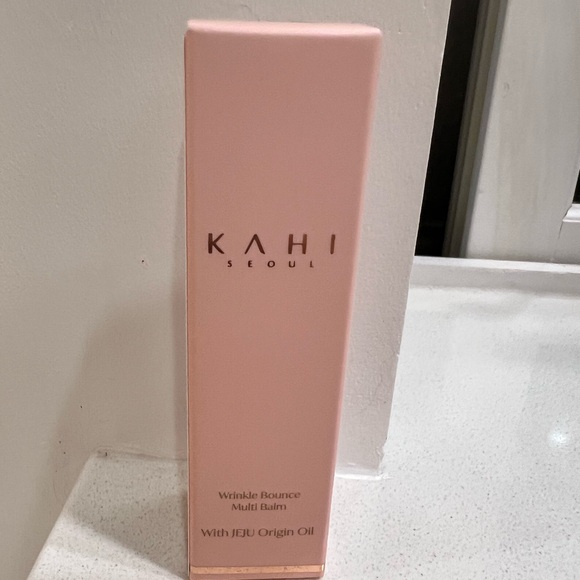 KAHI
SEOUL
Wrinkle Bounce
Multi Balm
With JEJU Origin Oil